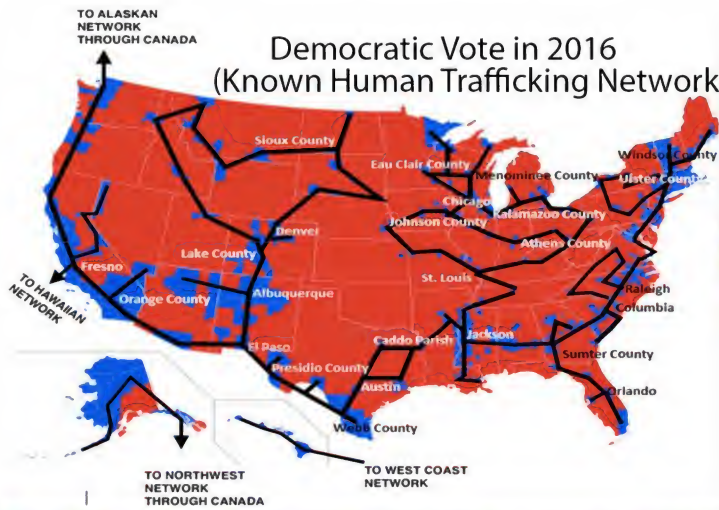 TO ALASKAN
NETWORK
THROUGH CANADA
Democratic Vote in 2016
(Known Human Trafficking Network
Sioux County
Windsor County
Eau Clair County
Menominee County
Ulster County
Chicago
Johnson County
Kalamazoo County
Denver
Athens County
Lake County
Fresno
St. Louis
TO HAWAIIAN
NETWORK
Orange County
Albuquerque
Raleigh
Columbia
El Paso
Caddo Parish
Jackson
Presidio County
Sumter County
Austin
Orlando
Webb County
TO WEST COAST
NETWORK
TO NORTHWEST
NETWORK
THROUGH CANADA